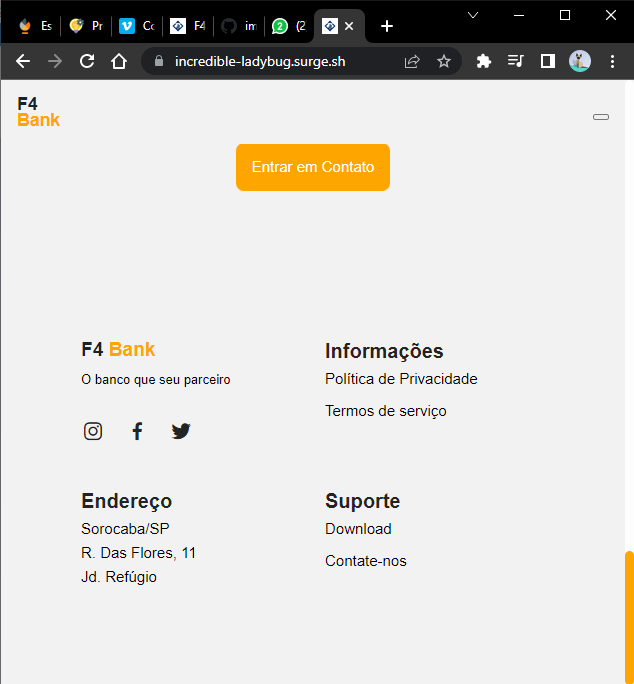 Es
Pr
Co
F4
im
(2
incredible-ladybug.surge.sh
F4
Bank
Entrar em Contato
F4 Bank
O banco que seu parceiro
Informações
Política de Privacidade
Termos de serviço
Endereço
Sorocaba/SP
R. Das Flores, 11
Jd. Refúgio
Suporte
Download
Contate-nos